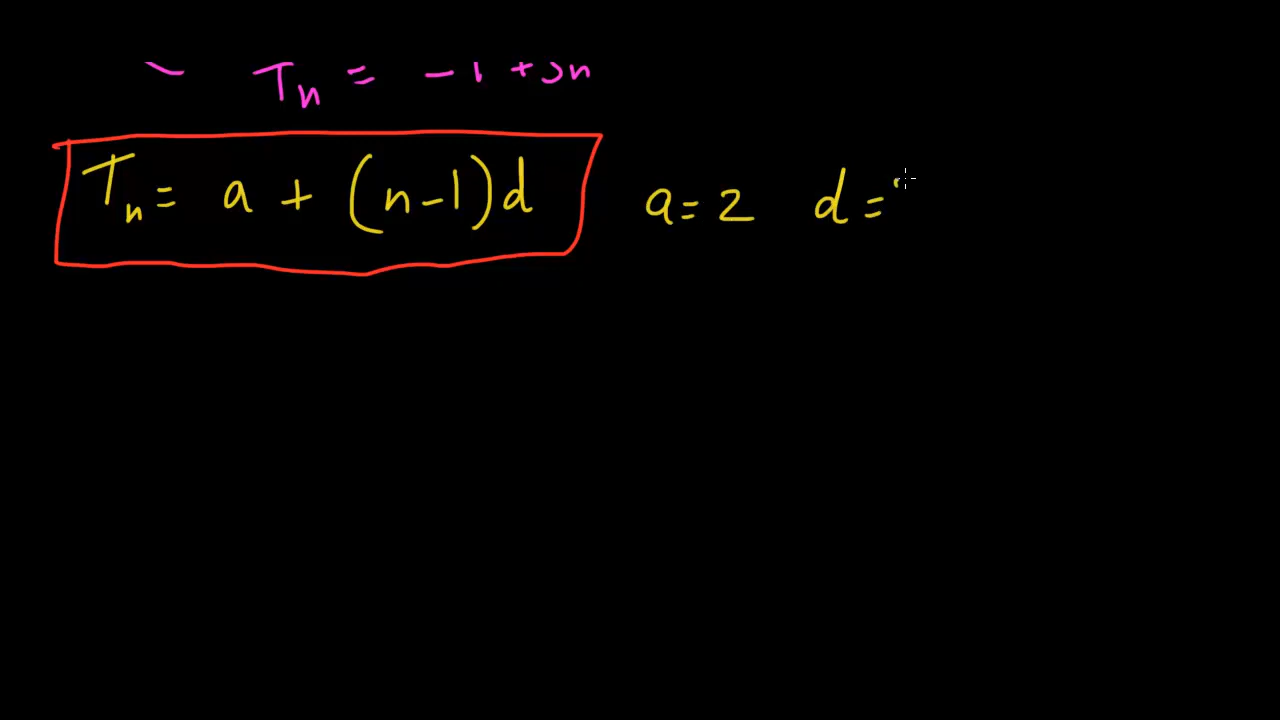 Tn = -1 + 3n
Tn = a + (n-1)d a = 2 d =